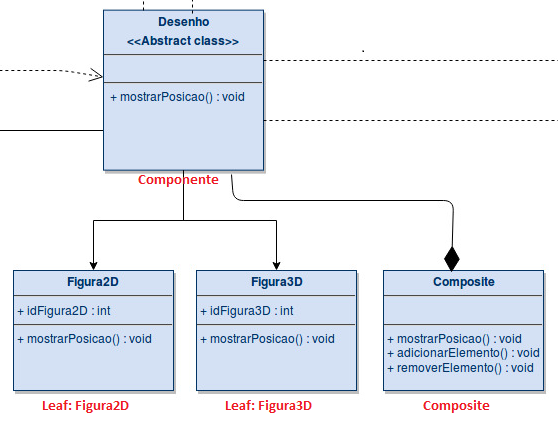 Desenho
<<Abstract class>>
+ mostrarPosicao() : void
Componente
Figura2D
+ idFigura2D : int
+ mostrarPosicao() : void
Leaf: Figura2D
Figura3D
+ idFigura3D : int
+ mostrarPosicao() : void
Leaf: Figura3D
Composite
+ mostrarPosicao() : void
+ adicionarElemento() : void
+ removerElemento() : void
Composite